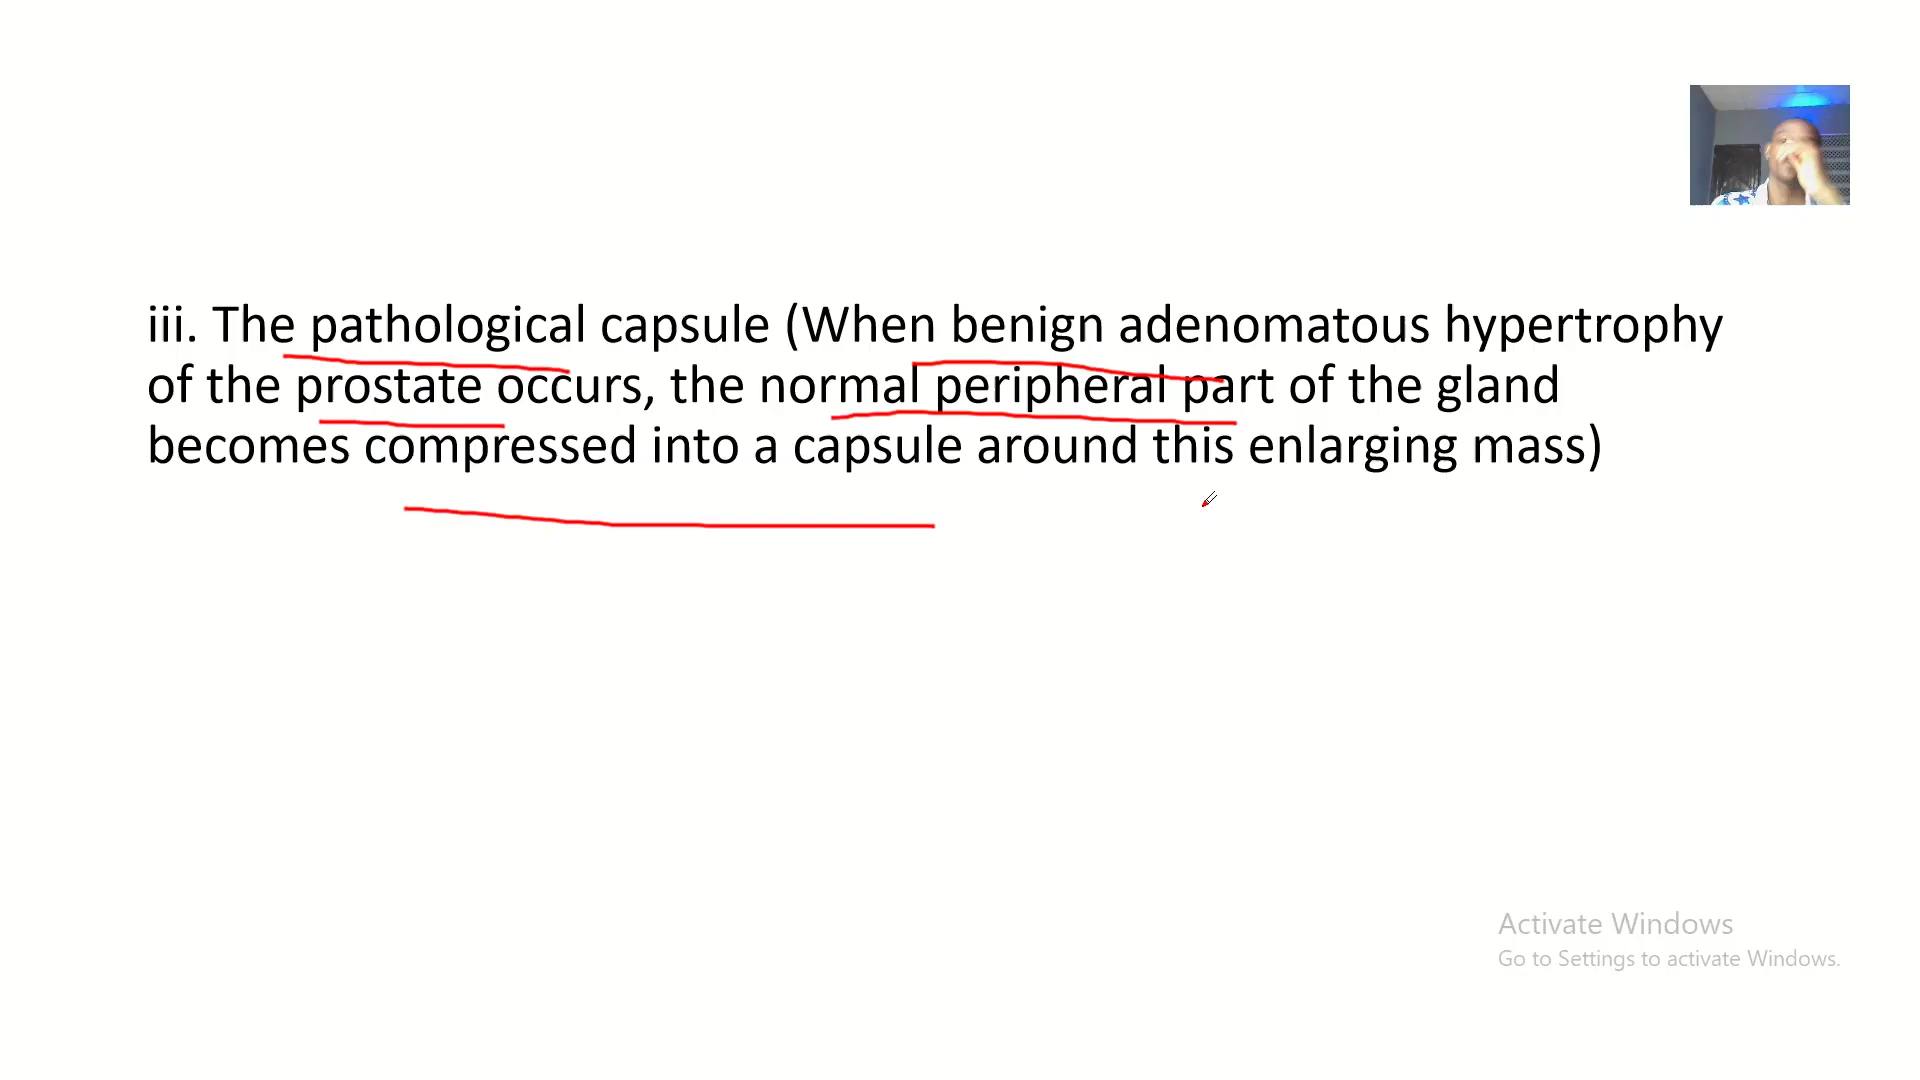 iii. The pathological capsule (When benign adenomatous hypertrophy
of the prostate occurs, the normal peripheral part of the gland
becomes compressed into a capsule around this enlarging mass)
Activate Windows
Go to Settings to activate Windows.